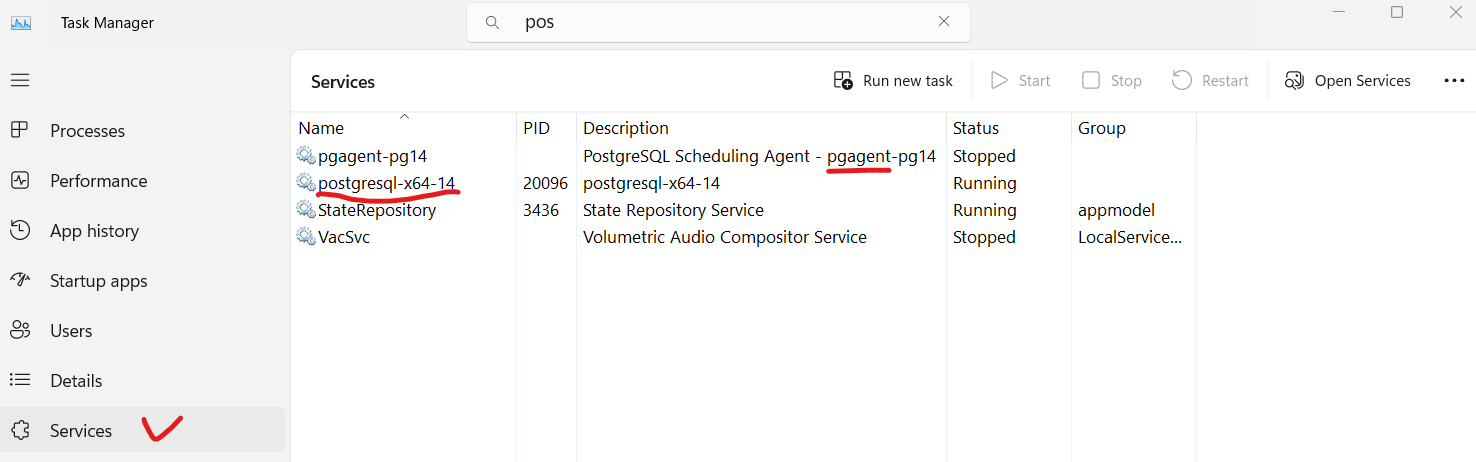 Task Manager
pos
Services
Run new task
Start
Stop
Restart
Open Services
Processes
Performance
App history
Startup apps
Users
Details
Services
Name PID Description Status Group
pgagent-pg14 PostgreSQL Scheduling Agent - pgagent-pg14 Stopped
postgresql-x64-14 20096 postgresql-x64-14 Running
StateRepository 3436 State Repository Service Running appmodel
VacSvc Volumetric Audio Compositor Service Stopped LocalService...